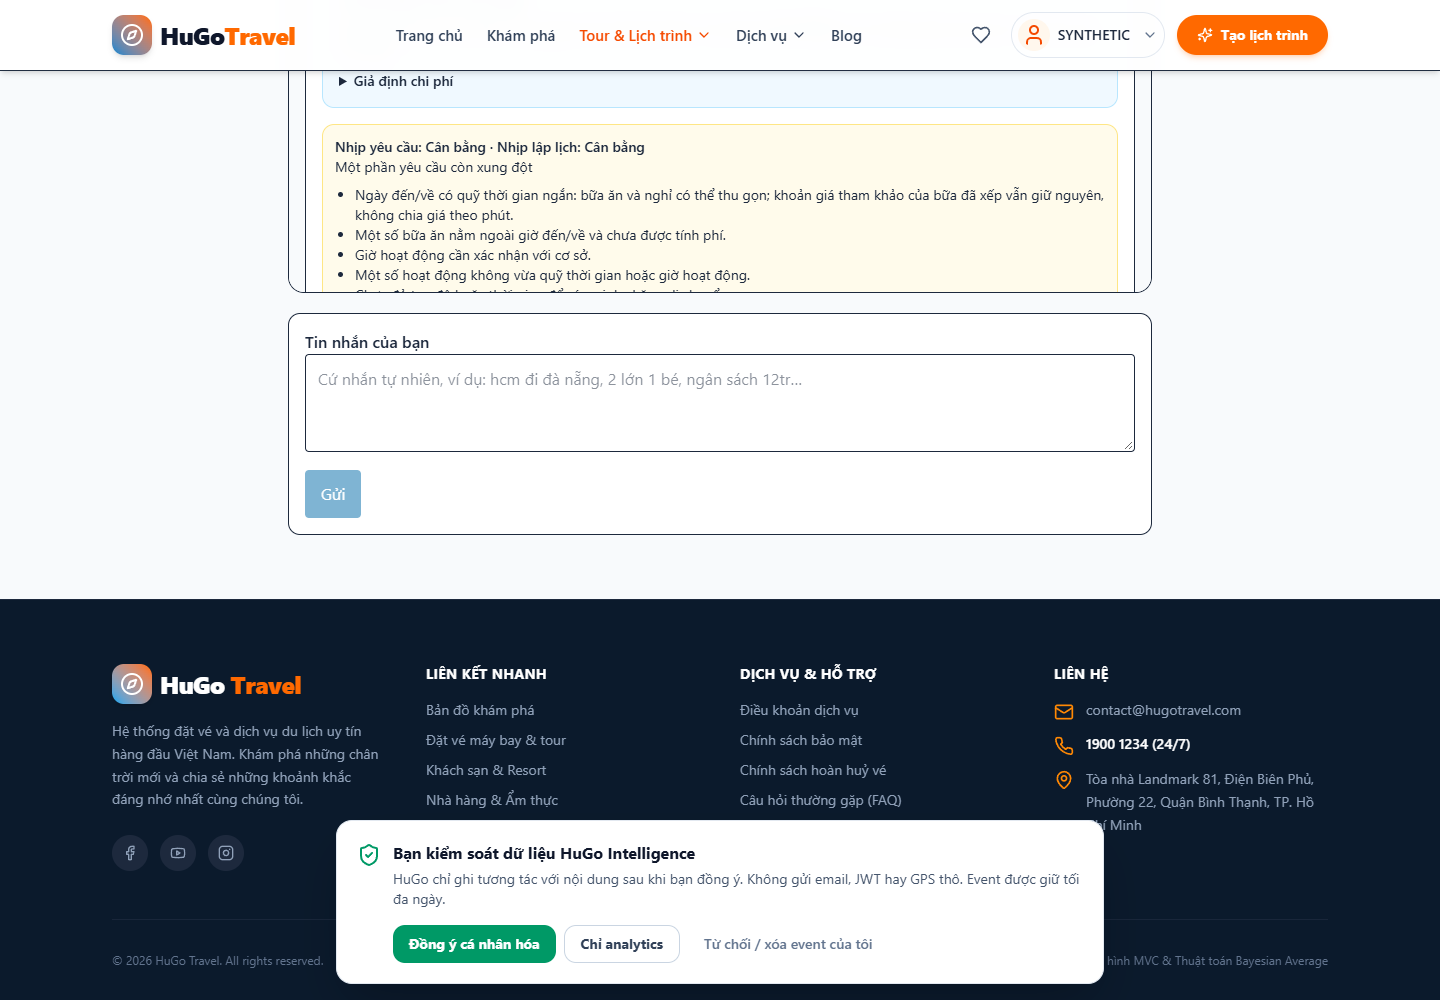 HuGoTravel
Trang chủ
Khám phá
Tour & Lịch trình
Dịch vụ
Blog
SYNTHETIC
Tạo lịch trình
Giả định chi phí
Nhịp yêu cầu: Cân bằng · Nhịp lập lịch: Cân bằng
Một phần yêu cầu còn xung đột
Ngày đến/về có quỹ thời gian ngắn: bữa ăn và nghỉ có thể thu gọn; khoản giá tham khảo của bữa đã xếp vẫn giữ nguyên,
không chia giá theo phút.
Một số bữa ăn nằm ngoài giờ đến/về và chưa được tính phí.
Giờ hoạt động cần xác nhận với cơ sở.
Một số hoạt động không vừa quỹ thời gian hoặc giờ hoạt động.
Tin nhắn của bạn
Cứ nhắn tự nhiên, ví dụ: hcm đi đà nẵng, 2 lớn 1 bé, ngân sách 12tr...
Gửi
HuGo Travel
Hệ thống đặt vé và dịch vụ du lịch uy tín
hàng đầu Việt Nam. Khám phá những chân
trời mới và chia sẻ những khoảnh khắc
đáng nhớ nhất cùng chúng tôi.
LIÊN KẾT NHANH
Bản đồ khám phá
Đặt vé máy bay & tour
Khách sạn & Resort
Nhà hàng & Ẩm thực
DỊCH VỤ & HỖ TRỢ
Điều khoản dịch vụ
Chính sách bảo mật
Chính sách hoàn huỷ vé
Câu hỏi thường gặp (FAQ)
LIÊN HỆ
contact@hugotravel.com
1900 1234 (24/7)
Tòa nhà Landmark 81, Điện Biên Phủ,
Phường 22, Quận Bình Thạnh, TP. Hồ
Minh
Bạn kiểm soát dữ liệu HuGo Intelligence
HuGo chỉ ghi tương tác với nội dung sau khi bạn đồng ý. Không gửi email, JWT hay GPS thô. Event được giữ tối
đa ngày.
Đồng ý cá nhân hóa
Chỉ analytics
Từ chối / xóa event của tôi
© 2026 HuGo Travel. All rights reserved.
hình MVC & Thuật toán Bayesian Average